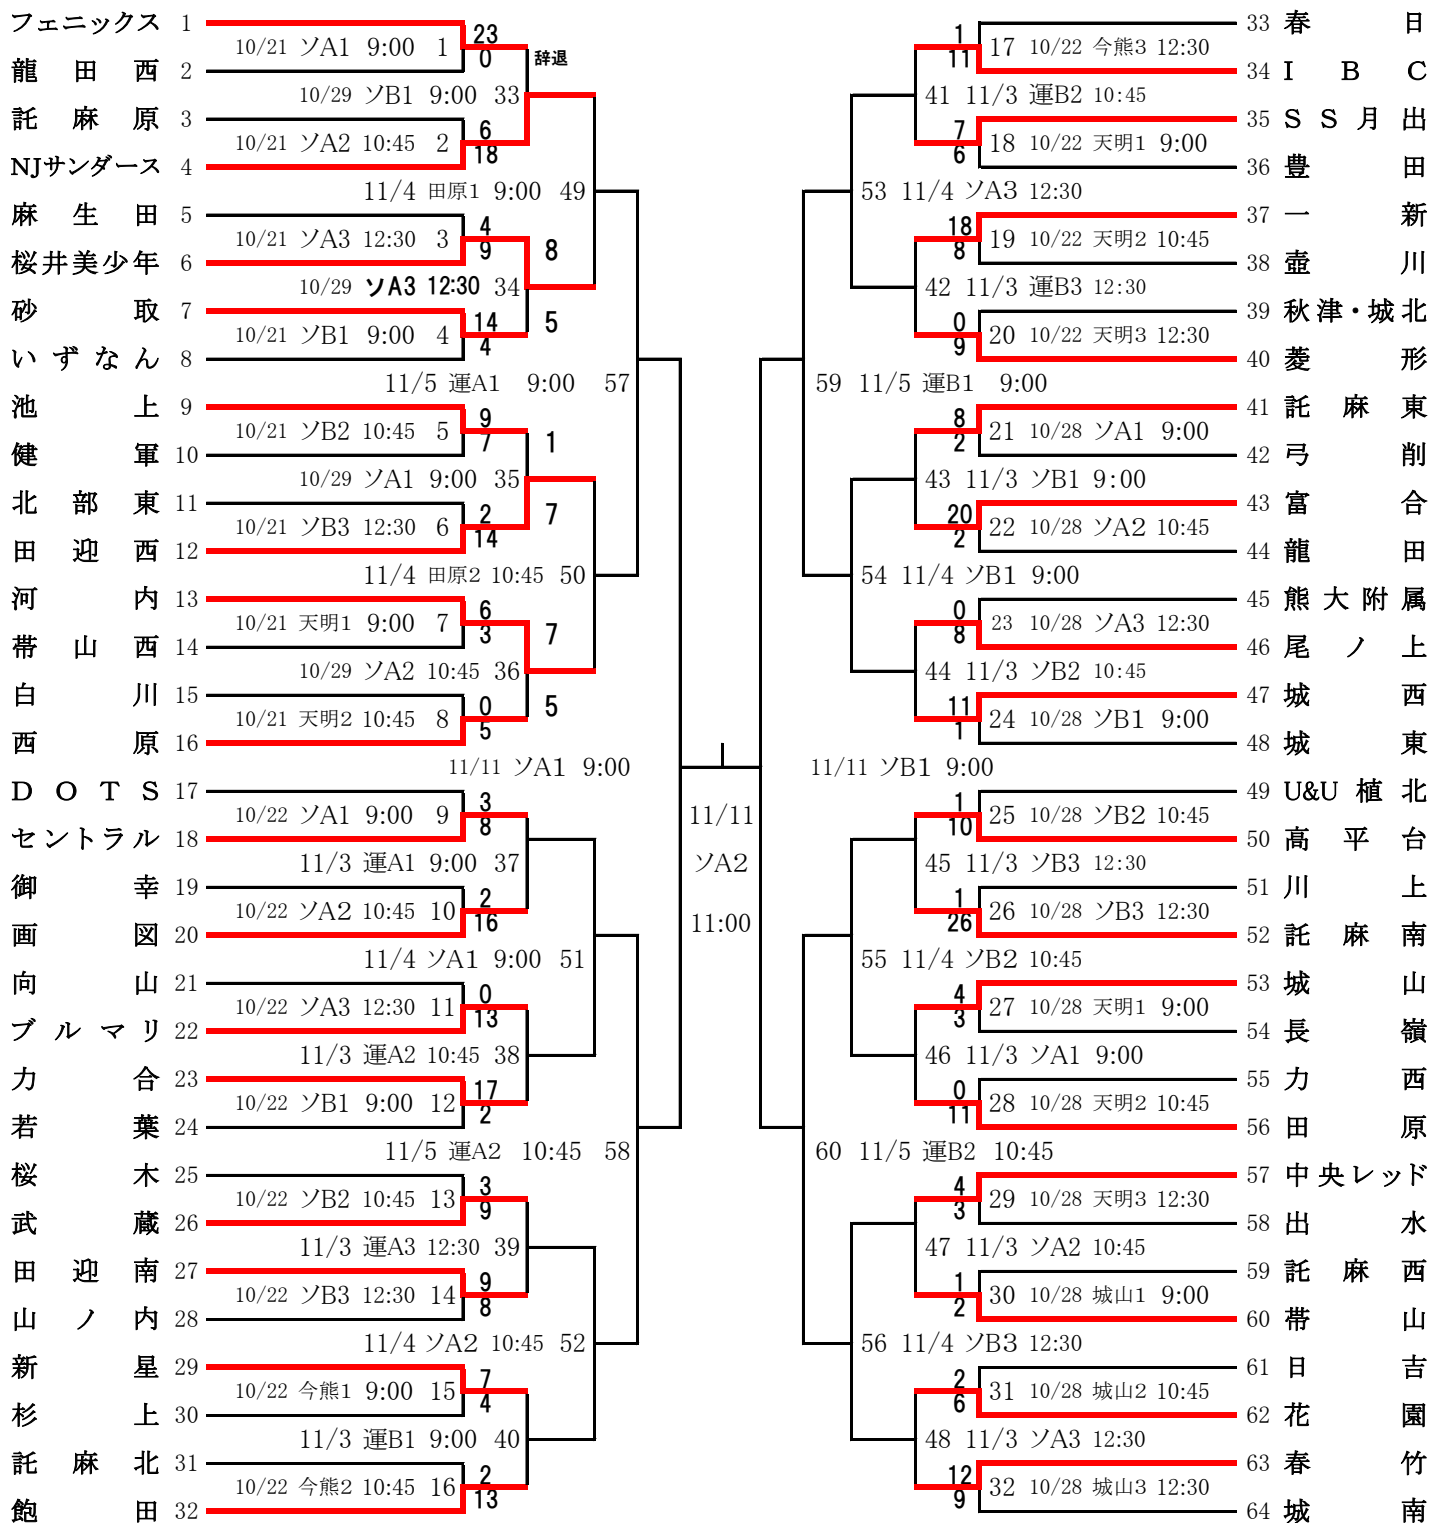 フェニックス 1
10/21 ソA1 9:00 1
23
0
辞退
龍田西 2
10/29 ソB1 9:00 33
託麻原 3
10/21 ソA2 10:45 2
6
18
NJサンダース 4
11/4 田原1 9:00 49
麻生田 5
10/21 ソA3 12:30 3
4
9
8
桜井美少年 6
10/29 ソA3 12:30 34
砂取 7
10/21 ソB1 9:00 4
14
4
5
いずなん 8
11/5 運A1 9:00 57
池上 9
10/21 ソB2 10:45 5
9
7
1
健軍 10
10/29 ソA1 9:00 35
北部東 11
10/21 ソB3 12:30 6
2
14
7
田迎西 12
11/4 田原2 10:45 50
河内 13
10/21 天明1 9:00 7
6
3
7
帯山西 14
10/29 ソA2 10:45 36
白川 15
10/21 天明2 10:45 8
0
5
5
西原 16
11/11 ソA1 9:00
DOTS 17
10/22 ソA1 9:00 9
3
8
セントラル 18
11/3 運A1 9:00 37
御幸 19
10/22 ソA2 10:45 10
2
16
画図 20
11/4 ソA1 9:00 51
向山 21
10/22 ソA3 12:30 11
0
13
ブルマリ 22
11/3 運A2 10:45 38
力合 23
10/22 ソB1 9:00 12
17
2
若葉 24
11/5 運A2 10:45 58
桜木 25
10/22 ソB2 10:45 13
3
9
武蔵 26
11/3 運A3 12:30 39
田迎南 27
10/22 ソB3 12:30 14
9
8
山ノ内 28
11/4 ソA2 10:45 52
新星 29
10/22 今熊1 9:00 15
7
4
杉上 30
11/3 運B1 9:00 40
託麻北 31
10/22 今熊2 10:45 16
2
13
飽田 32
11/11
ソA2
11:00
33 春日
1
11
17 10/22 今熊3 12:30
34 IBC
41 11/3 運B2 10:45
35 SS月出
7
6
18 10/22 天明1 9:00
36 豊田
53 11/4 ソA3 12:30
37 一新
18
8
19 10/22 天明2 10:45
38 壺川
42 11/3 運B3 12:30
39 秋津・城北
0
9
20 10/22 天明3 12:30
40 菱形
59 11/5 運B1 9:00
41 託麻東
8
2
21 10/28 ソA1 9:00
42 弓削
43 11/3 ソB1 9:00
43 富合
20
2
22 10/28 ソA2 10:45
44 龍田
54 11/4 ソB1 9:00
45 熊大附属
0
8
23 10/28 ソA3 12:30
46 尾ノ上
44 11/3 ソB2 10:45
47 城西
11
1
24 10/28 ソB1 9:00
48 城東
11/11 ソB1 9:00
49 U&U植北
1
10
25 10/28 ソB2 10:45
50 高平台
45 11/3 ソB3 12:30
51 川上
1
26
26 10/28 ソB3 12:30
52 託麻南
55 11/4 ソB2 10:45
53 城山
4
3
27 10/28 天明1 9:00
54 長嶺
46 11/3 ソA1 9:00
55 力西
0
11
28 10/28 天明2 10:45
56 田原
60 11/5 運B2 10:45
57 中央レッド
4
3
29 10/28 天明3 12:30
58 出水
47 11/3 ソA2 10:45
59 託麻西
1
2
30 10/28 城山1 9:00
60 帯山
56 11/4 ソB3 12:30
61 日吉
2
6
31 10/28 城山2 10:45
62 花園
48 11/3 ソA3 12:30
63 春竹
12
9
32 10/28 城山3 12:30
64 城南